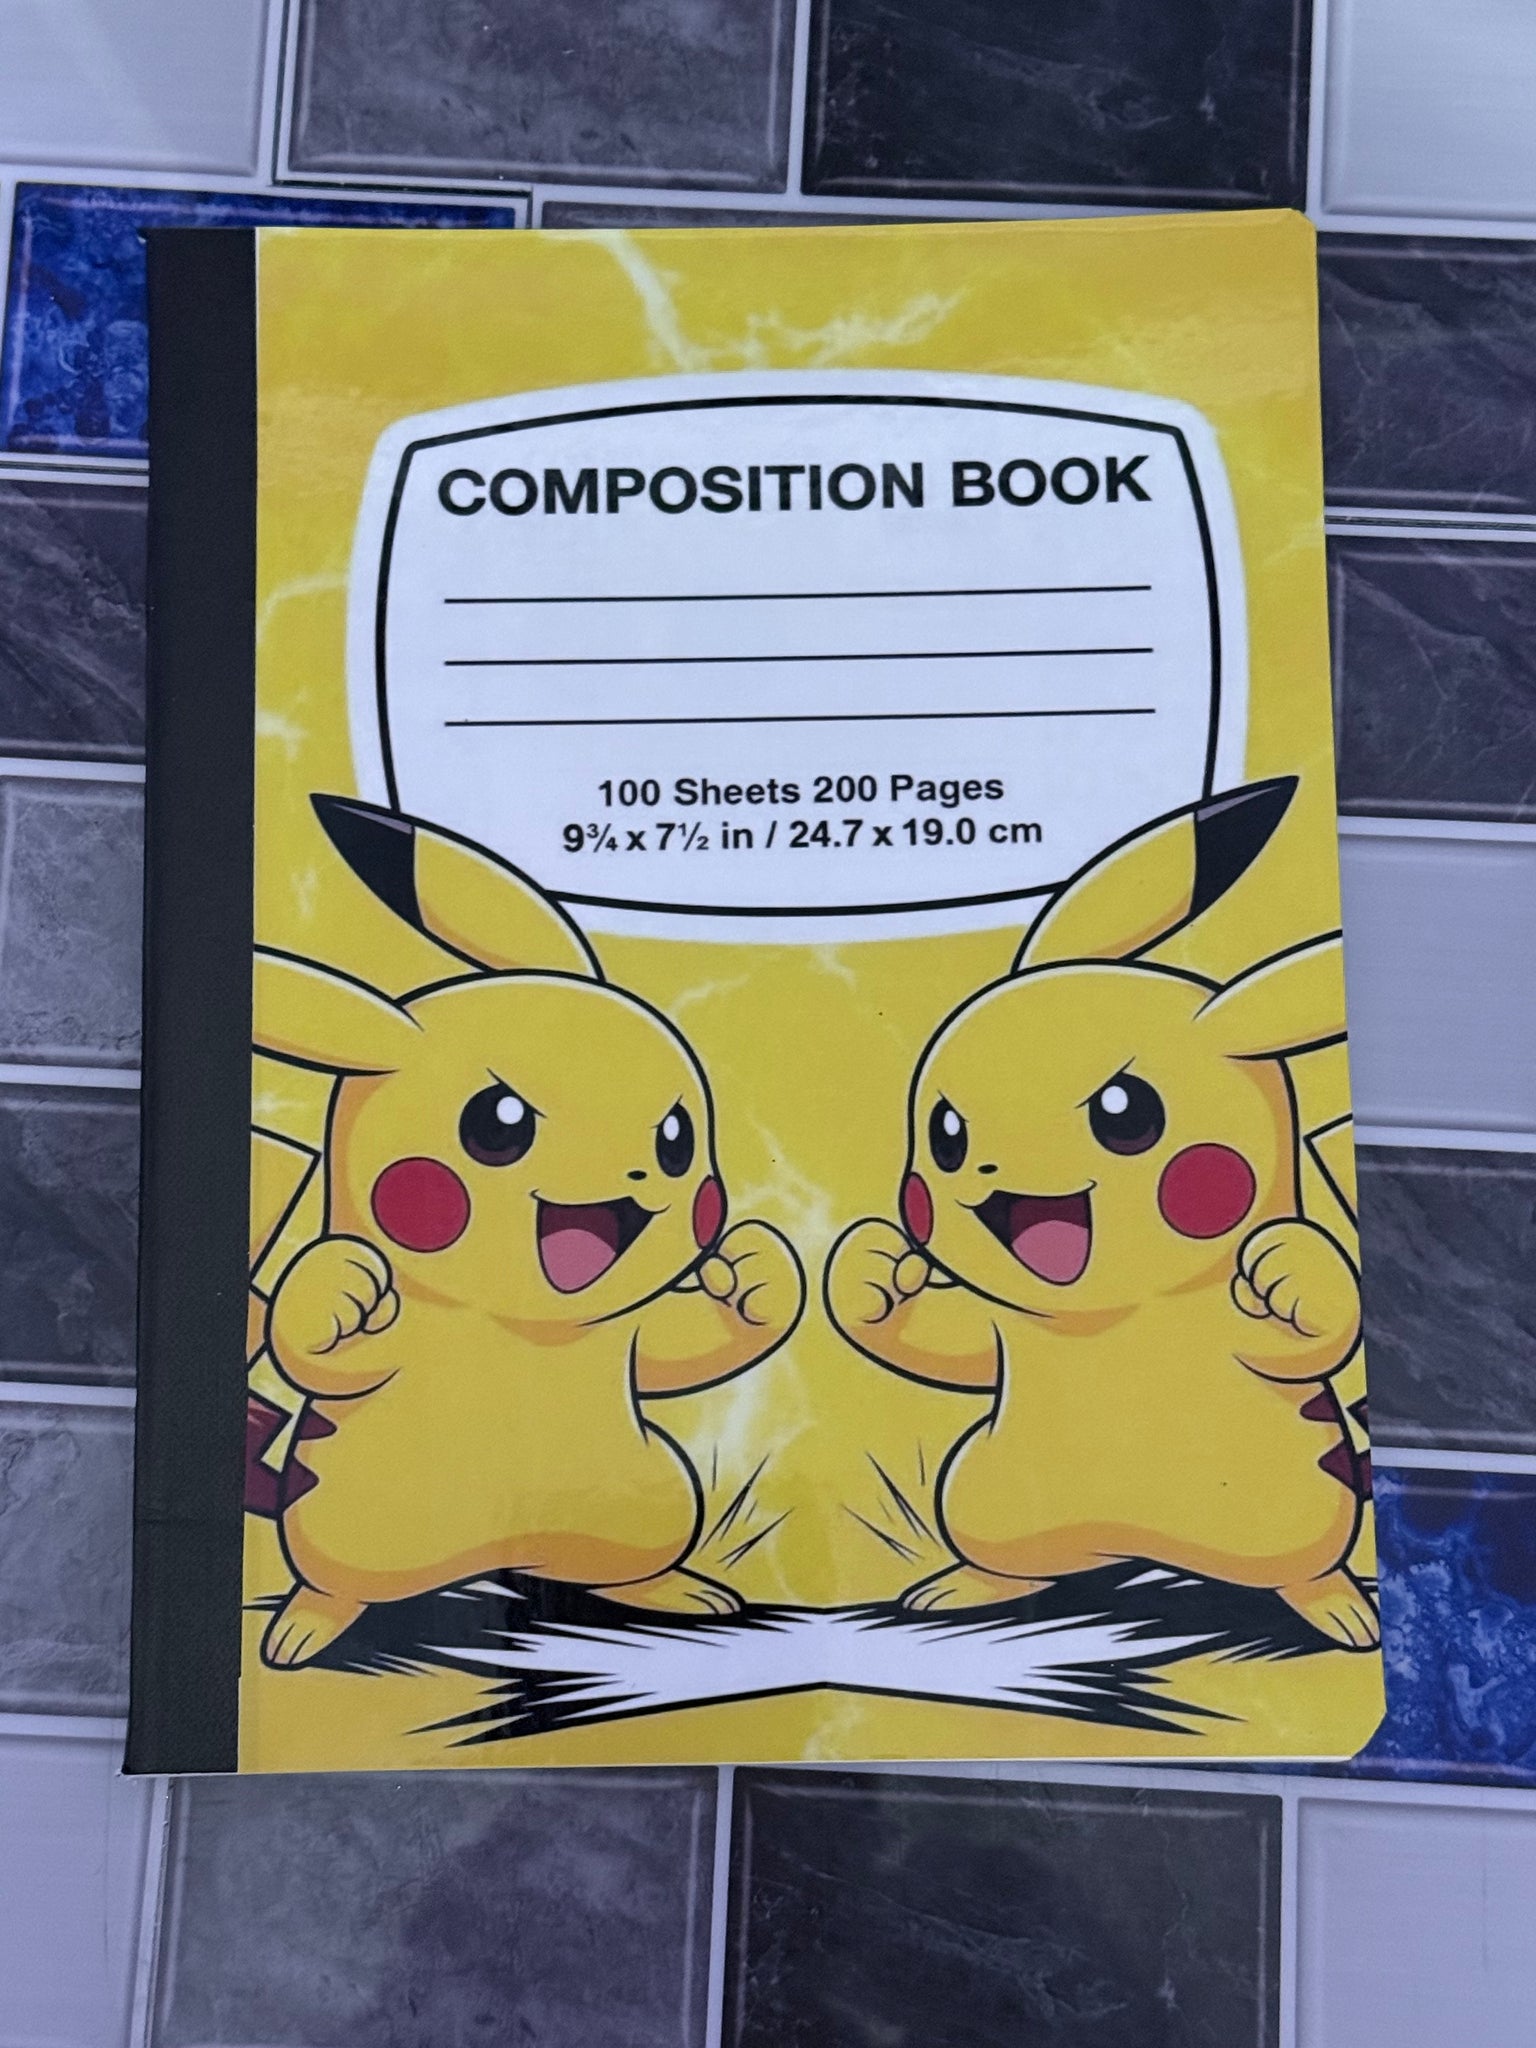 COMPOSITION BOOK
100 Sheets 200 Pages
9¾ x 7½ in / 24.7 x 19.0 cm